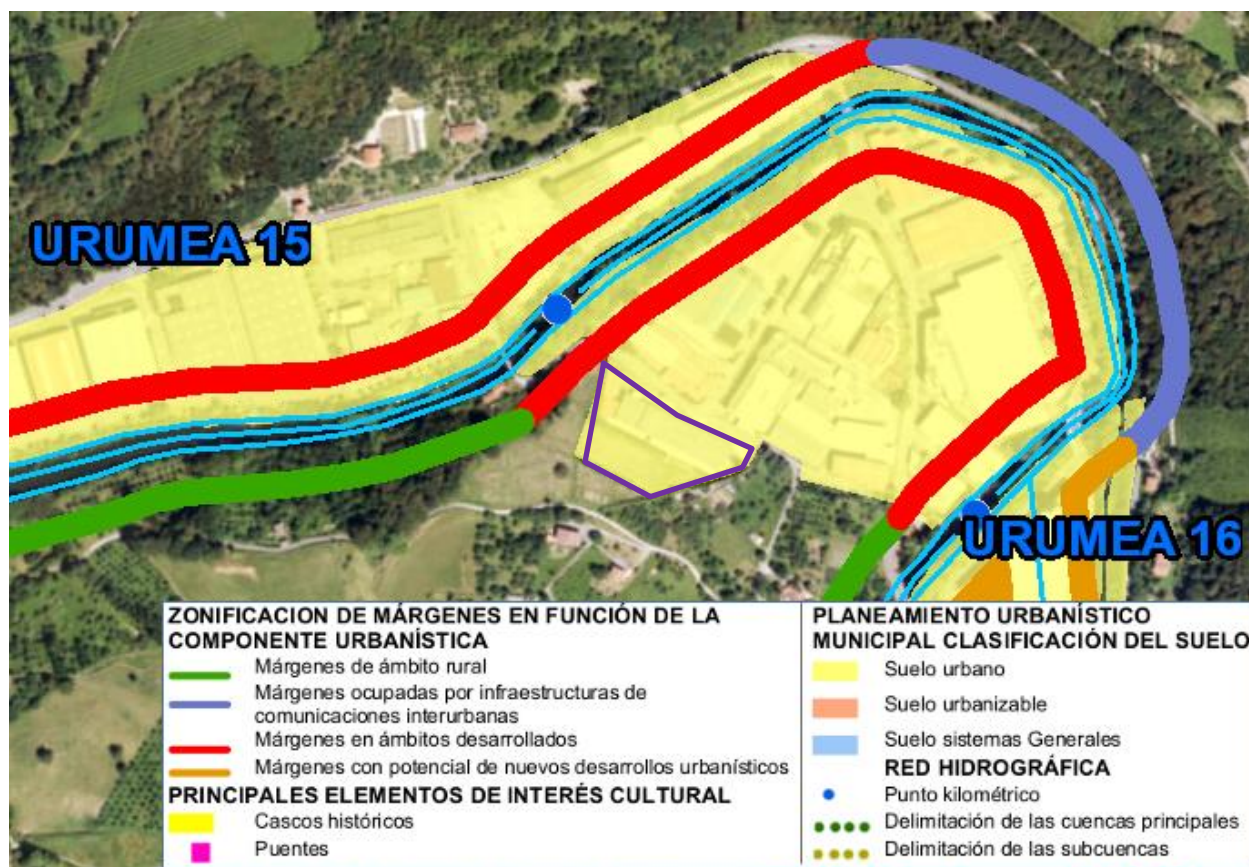 URUMEA 15
URUMEA 16
ZONIFICACION DE MÁRGENES EN FUNCIÓN DE LA
COMPONENTE URBANÍSTICA
Márgenes de ámbito rural
Márgenes ocupadas por infraestructuras de
comunicaciones interurbanas
Márgenes en ámbitos desarrollados
Márgenes con potencial de nuevos desarrollos urbanísticos
PRINCIPALES ELEMENTOS DE INTERÉS CULTURAL
Cascos históricos
Puentes
PLANEAMIENTO URBANÍSTICO
MUNICIPAL CLASIFICACIÓN DEL SUELO
Suelo urbano
Suelo urbanizable
Suelo sistemas Generales
RED HIDROGRÁFICA
Punto kilométrico
Delimitación de las cuencas principales
Delimitación de las subcuencas